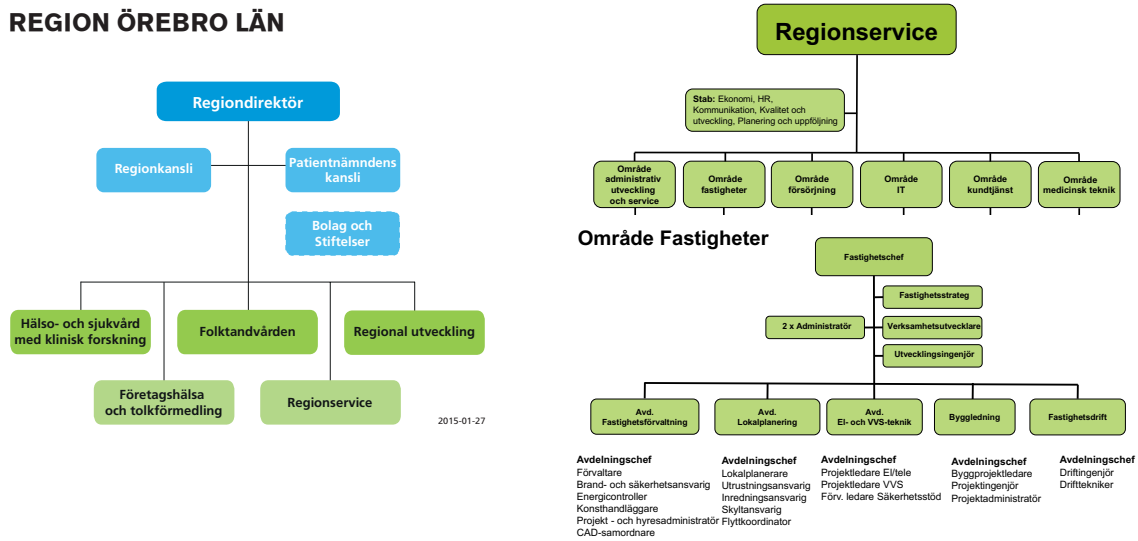 REGION ÖREBRO LÄN
Regiondirektör
Regionkansli
Patientnämndens
kansli
Bolag och
Stiftelser
Hälso- och sjukvård
med klinisk forskning
Folktandvården
Regional utveckling
Företagshälsa
och tolkförmedling
Regionservice
2015-01-27
Regionservice
Stab: Ekonomi, HR,
Kommunikation, Kvalitet och
utveckling, Planering och uppföljning
Område
administrativ
utveckling
och service
Område
fastigheter
Område
försörjning
Område
IT
Område
kundtjänst
Område
medicinsk teknik
Område Fastigheter
Fastighetschef
Fastighetsstrateg
2 x Administratör
Verksamhetsutvecklare
Utvecklingsingenjör
Avd.
Fastighetsförvaltning
Avd.
Lokalplanering
Avd.
El- och VVS-teknik
Byggledning
Fastighetsdrift
Avdelningschef
Förvaltare
Brand- och säkerhetsansvarig
Energicontroller
Konsthandläggare
Projekt - och hyresadministratör
CAD-samordnare
Avdelningschef
Lokalplanerare
Utrustningsansvarig
Inredningsansvarig
Skyltansvarig
Flyttkoordinator
Avdelningschef
Projektledare El/tele
Projektledare VVS
Förv. ledare Säkerhetsstöd
Avdelningschef
Byggprojektledare
Projektingenjör
Projektadministratör
Avdelningschef
Driftingenjör
Drifttekniker